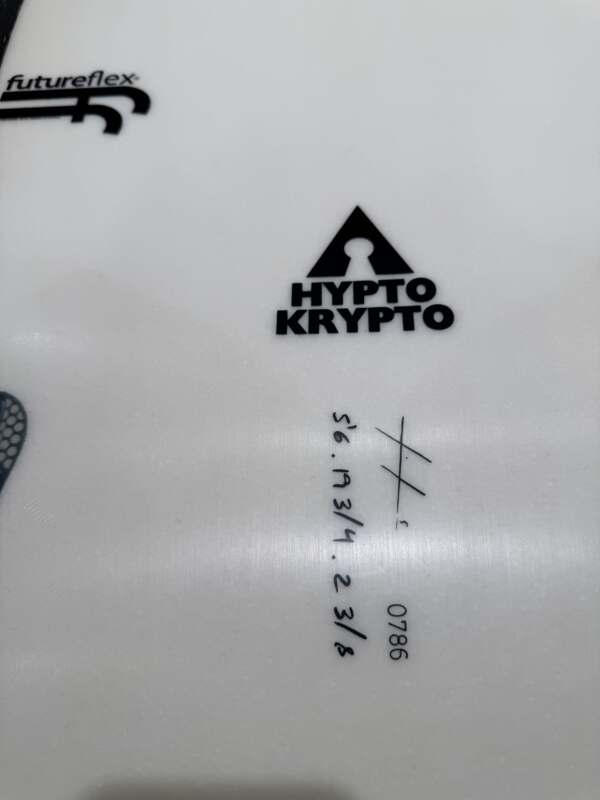 futureflex
HYPTO
KRYPTO
5'6 . 19 3/4 . 2 3/8
0786